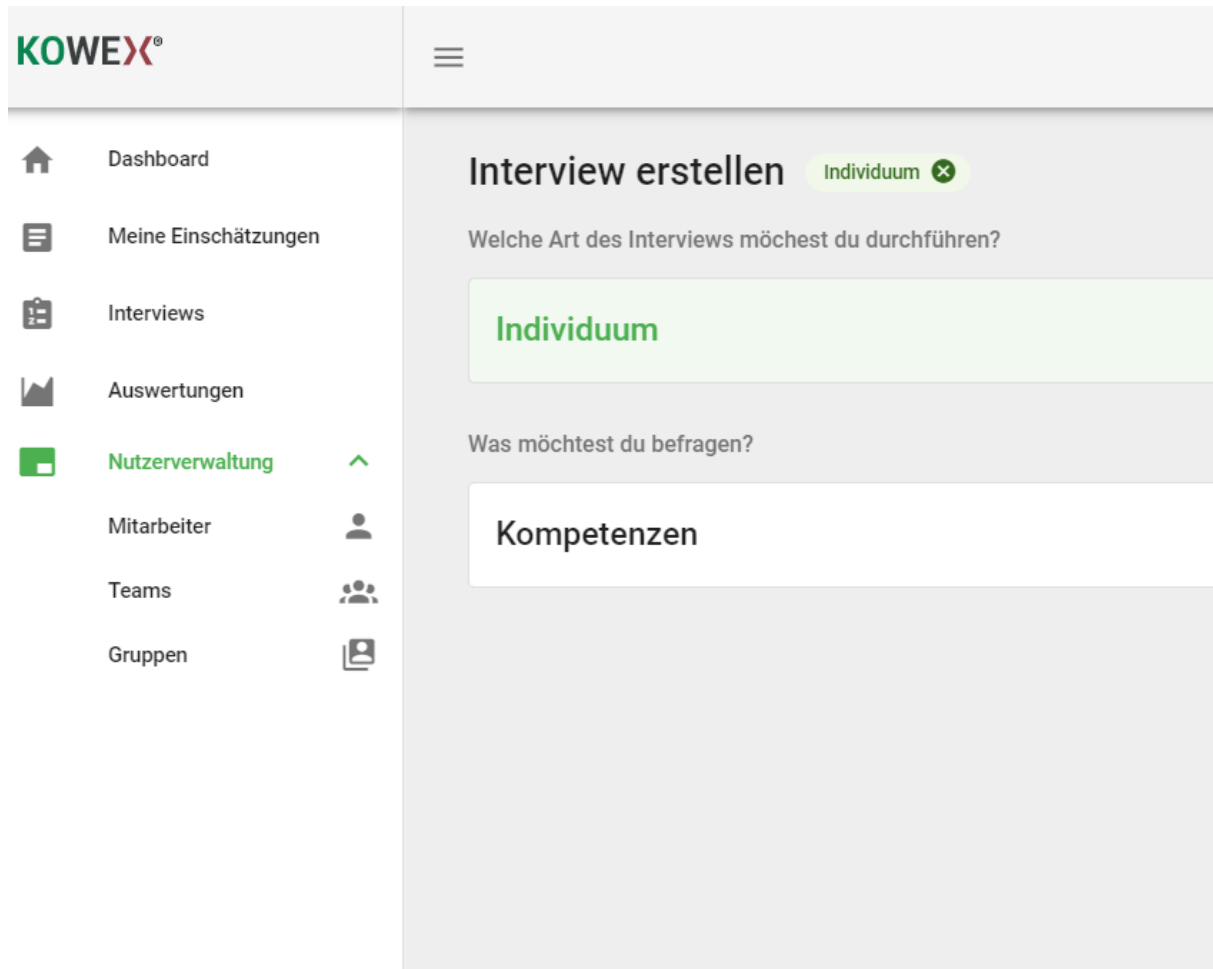 KOWEX®
Dashboard
Meine Einschätzungen
Interviews
Auswertungen
Nutzerverwaltung
Mitarbeiter
Teams
Gruppen
Interview erstellen Individuum
Welche Art des Interviews möchest du durchführen?
Individuum
Was möchtest du befragen?
Kompetenzen